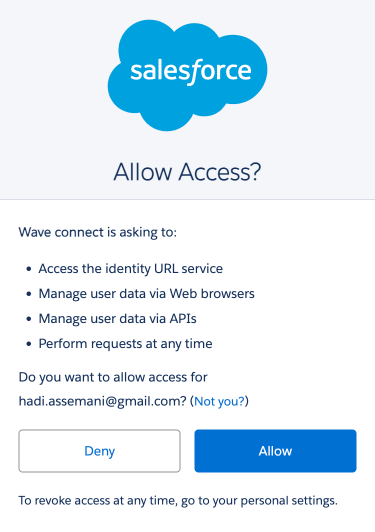 salesforce
Allow Access?
Wave connect is asking to:
• Access the identity URL service
• Manage user data via Web browsers
• Manage user data via APIs
• Perform requests at any time
Do you want to allow access for
hadi.assemani@gmail.com? (Not you?)
Deny
Allow
To revoke access at any time, go to your personal settings.